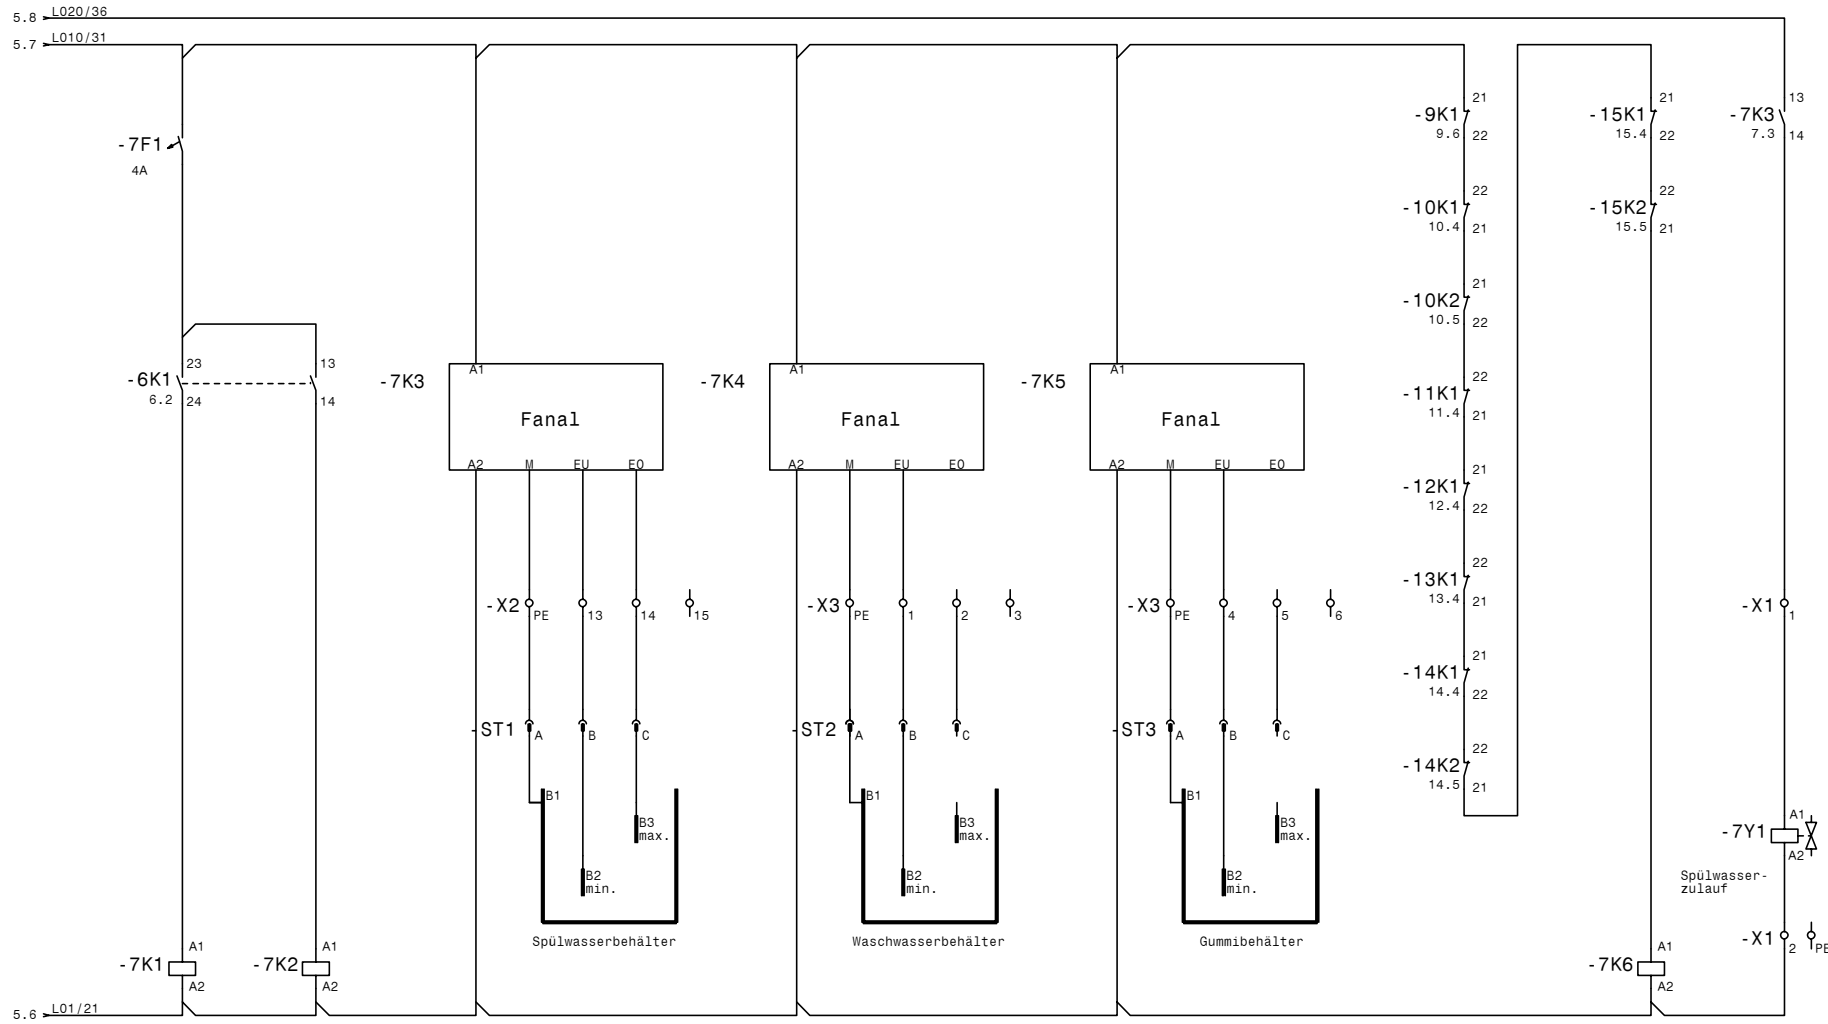 5.8 L020/36
5.7 L010/31
21 21 13
-9K1 -15K1 -7K3
9.6 22 15.4 22 7.3 14
-7F1
4A
22 22
-10K1 -15K2
10.4 21 15.5 21
21
-10K2
10.5 22
23 13
-6K1
6.2 24 14
-7K3 A1
Fanal
A2 M EU EO
-7K4 A1
Fanal
A2 M EU EO
-7K5 A1
Fanal
A2 M EU EO
22
-11K1
11.4 21
21
-12K1
12.4 22
22
-13K1
13.4 21
-X2 PE 13 14 15
-X3 PE 1 2 3
-X3 PE 4 5 6
-X1 1
21
-14K1
14.4 22
-ST1 A B C
-ST2 A B C
-ST3 A B C
22
-14K2
14.5 21
B1
B3
max.
B2
min.
Spülwasserbehälter
B1
B3
max.
B2
min.
Waschwasserbehälter
B1
B3
max.
B2
min.
Gummibehälter
A1
-7Y1
A2
Spülwasser-
zulauf
-X1 2 PE
A1
-7K1
A2
A1
-7K2
A2
A1
-7K6
A2
5.6 L01/21